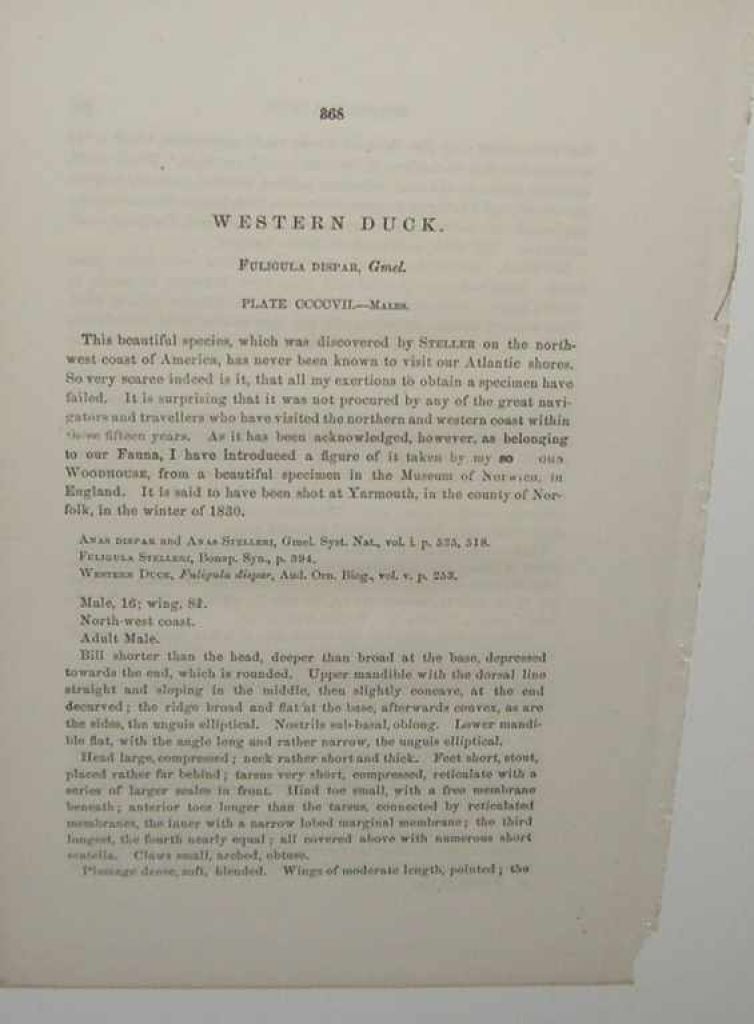 368
WESTERN DUCK.
FULIGULA DISPAR, Gmel.
PLATE CCCCVII.—MALES.
This beautiful species, which was discovered by STELLER on the north-
west coast of America, has never been known to visit our Atlantic shores.
So very scarce indeed is it, that all my exertions to obtain a specimen have
failed. It is surprising that it was not procured by any of the great navi-
gators and travellers who have visited the northern and western coast within
these fifteen years. As it has been acknowledged, however, as belonging
to our Fauna, I have introduced a figure of it taken by my so
WOODHOUSE, from a beautiful specimen in the Museum of Norwich, in
England. It is said to have been shot at Yarmouth, in the county of Nor-
folk, in the winter of 1830.
ANAS DISPAR and ANAS STELLERI, Gmel. Syst. Nat., vol. i. p. 535, 518.
FULIGULA STELLERI, Bonap. Syn., p. 394.
WESTERN DUCK, Fuligula dispar, Aud. Orn. Biog., vol. v. p. 253.
Male, 16; wing, 8
North-west coast.
Adult Male.
Bill shorter than the head, deeper than broad at the base, depressed
towards the end, which is rounded. Upper mandible with the dorsal line
straight and sloping in the middle, then slightly concave, at the end
decurved; the ridge broad and flat at the base, afterwards convex, as are
the sides, the unguis elliptical. Nostrils sub-basal, oblong. Lower mandi-
ble flat, with the angle long and rather narrow, the unguis elliptical.
Head large, compressed; neck rather short and thick. Feet short, stout,
placed rather far behind; tarsus very short, compressed, reticulate with a
series of larger scales in front. Hind toe small, with a free membrane
beneath; anterior toes longer than the tarsus, connected by reticulated
membranes, the inner with a narrow lobed marginal membrane; the third
longest, the fourth nearly equal; all covered above with numerous short
scutella. Claws small, arched, obtuse.
Plumage dense, soft, blended. Wings of moderate length, pointed; the